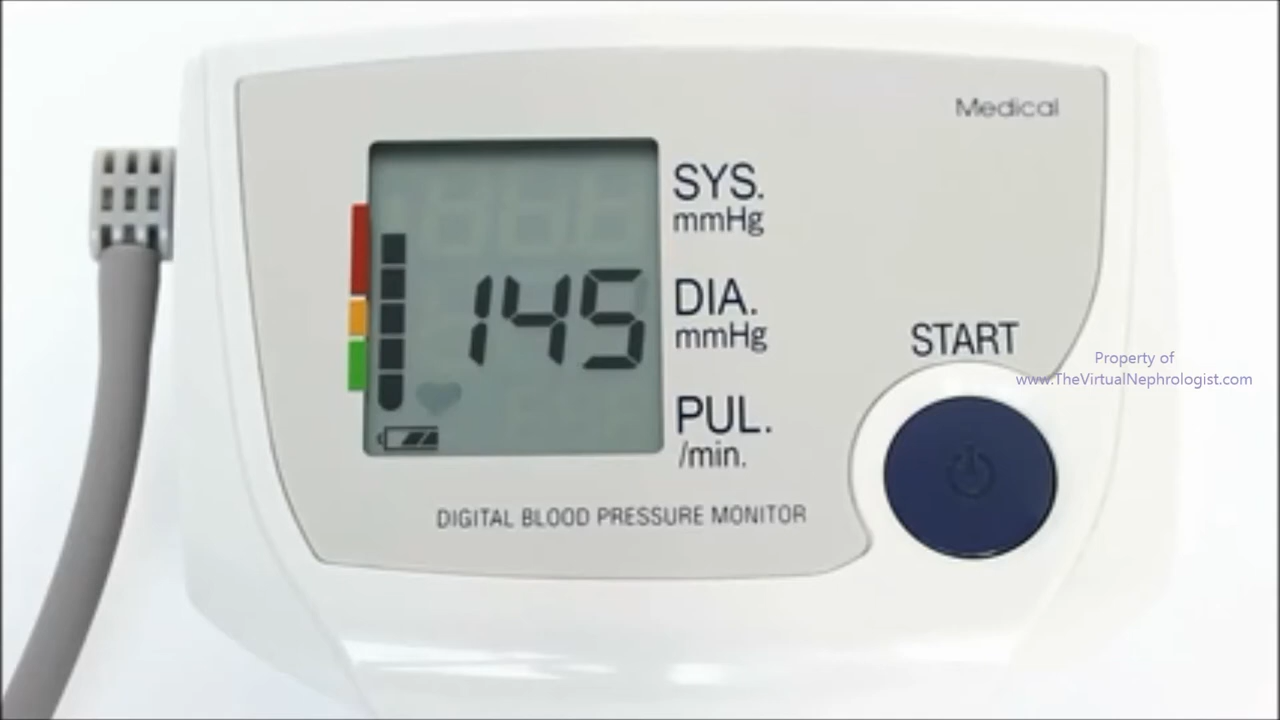 Medical
SYS.
mmHg
145
DIA.
mmHg
PUL.
/min.
START
Property of
www.TheVirtualNephrologist.com
DIGITAL BLOOD PRESSURE MONITOR